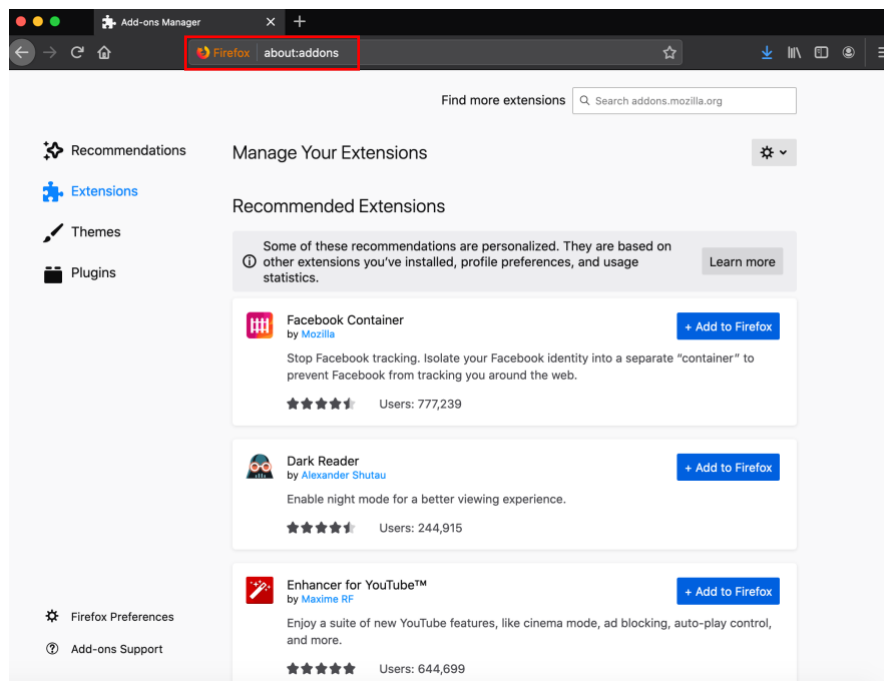 Add-ons Manager
Firefox about:addons
Find more extensions
Search addons.mozilla.org
Recommendations
Extensions
Themes
Plugins
Manage Your Extensions
Recommended Extensions
Some of these recommendations are personalized. They are based on
other extensions you've installed, profile preferences, and usage
statistics.
Learn more
Facebook Container
by Mozilla
+ Add to Firefox
Stop Facebook tracking. Isolate your Facebook identity into a separate “container” to
prevent Facebook from tracking you around the web.
Users: 777,239
Dark Reader
by Alexander Shutau
+ Add to Firefox
Enable night mode for a better viewing experience.
Users: 244,915
Enhancer for YouTube™
by Maxime RF
+ Add to Firefox
Enjoy a suite of new YouTube features, like cinema mode, ad blocking, auto-play control,
and more.
Users: 644,699
Firefox Preferences
Add-ons Support